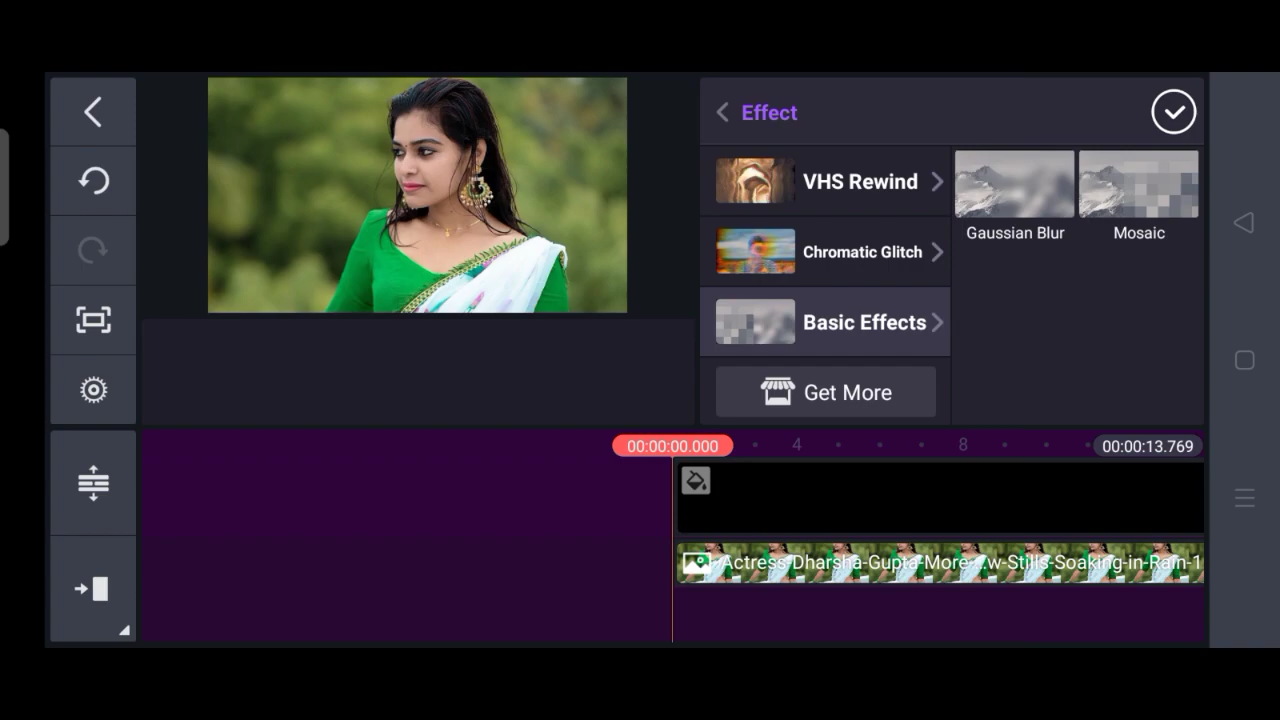 Effect
VHS Rewind
Chromatic Glitch
Basic Effects
Get More
Gaussian Blur
Mosaic
00:00:00.000
4
8
00:00:13.769
Actress-Dharsha-Gupta-More-...w-Stills-Soaking-in-Rain-1